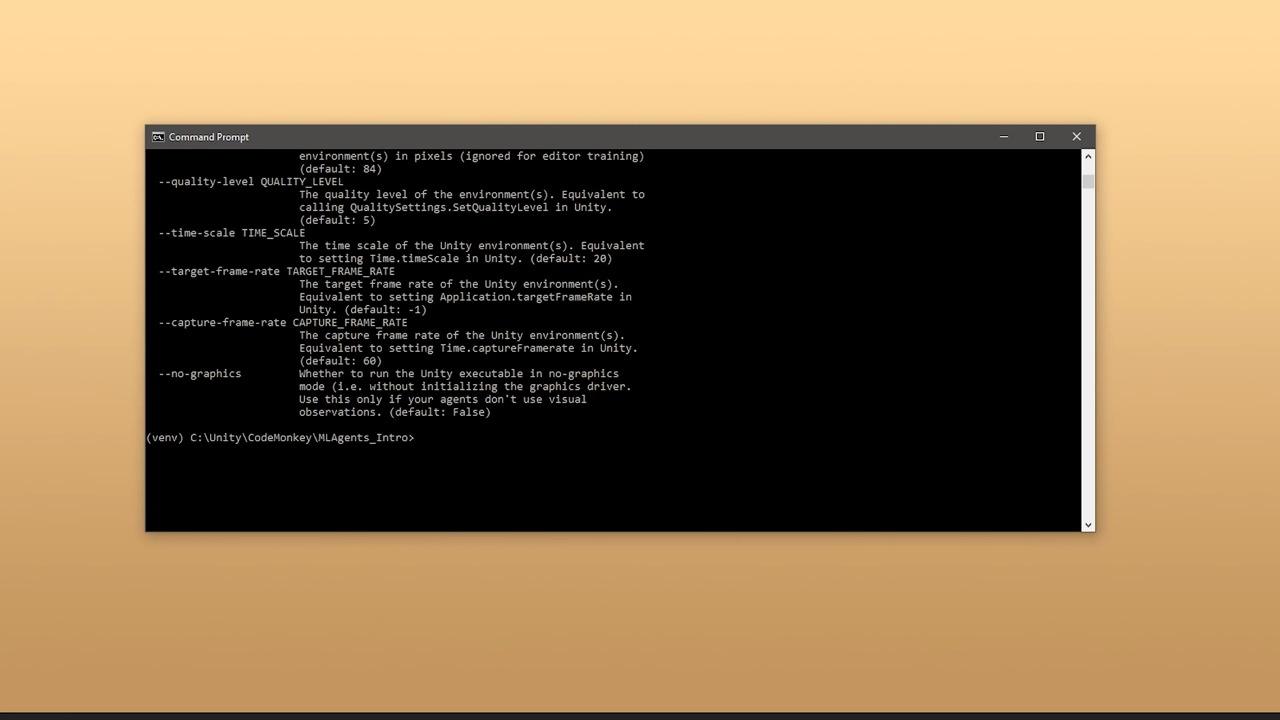 Command Prompt
environment(s) in pixels (ignored for editor training)
(default: 84)
--quality-level QUALITY_LEVEL
The quality level of the environment(s). Equivalent to
calling QualitySettings.SetQualityLevel in Unity.
(default: 5)
--time-scale TIME_SCALE
The time scale of the Unity environment(s). Equivalent
to setting Time.timeScale in Unity. (default: 20)
--target-frame-rate TARGET_FRAME_RATE
The target frame rate of the Unity environment(s).
Equivalent to setting Application.targetFrameRate in
Unity. (default: -1)
--capture-frame-rate CAPTURE_FRAME_RATE
The capture frame rate of the Unity environment(s).
Equivalent to setting Time.captureFramerate in Unity.
(default: 60)
--no-graphics Whether to run the Unity executable in no-graphics
mode (i.e. without initializing the graphics driver.
Use this only if your agents don't use visual
observations. (default: False)
(venv) C:\Unity\CodeMonkey\MLAgents_Intro>